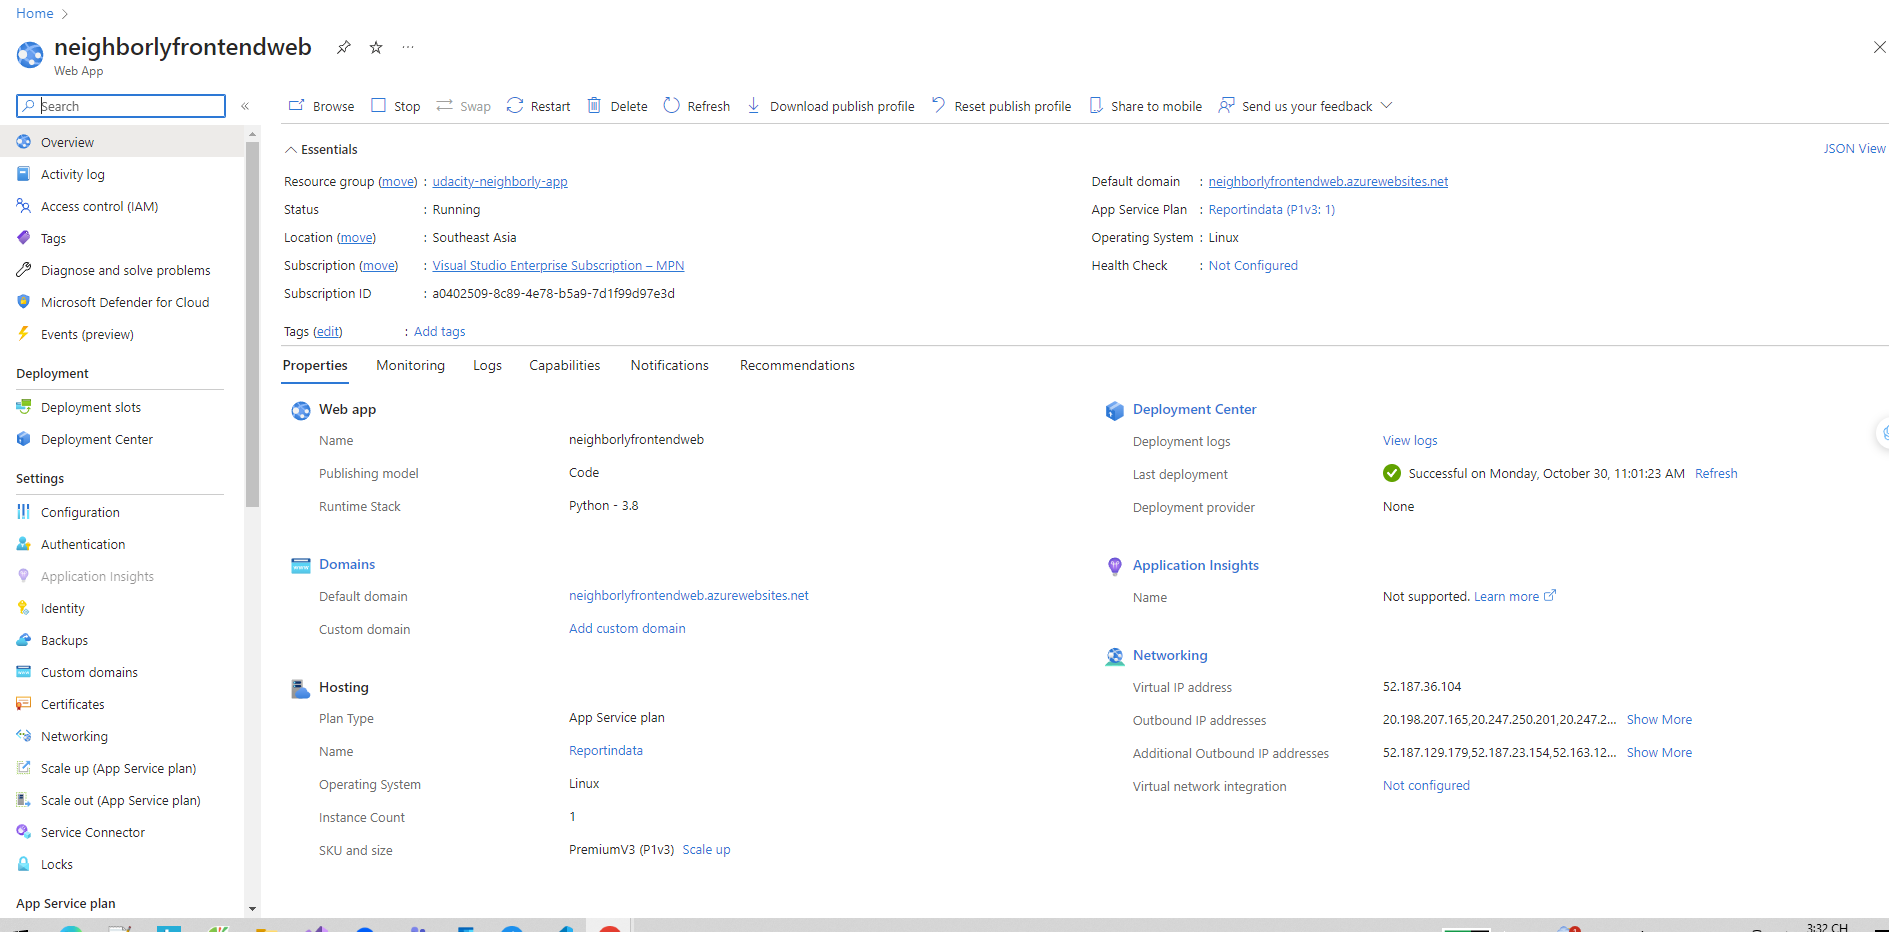 Home >
neighborlyfrontendweb
Web App
Search
«
Browse Stop Swap Restart Delete Refresh Download publish profile Reset publish profile Share to mobile Send us your feedback
Overview
Activity log
Access control (IAM)
Tags
Diagnose and solve problems
Microsoft Defender for Cloud
Events (preview)
Deployment
Deployment slots
Deployment Center
Settings
Configuration
Authentication
Application Insights
Identity
Backups
Custom domains
Certificates
Networking
Scale up (App Service plan)
Scale out (App Service plan)
Service Connector
Locks
App Service plan
Essentials
JSON View
Resource group (move) : udacity-neighborly-app
Status : Running
Location (move) : Southeast Asia
Subscription (move) : Visual Studio Enterprise Subscription – MPN
Subscription ID : a0402509-8c89-4e78-b5a9-7d1f99d97e3d
Default domain : neighborlyfrontendweb.azurewebsites.net
App Service Plan : Reportindata (P1v3: 1)
Operating System : Linux
Health Check : Not Configured
Tags (edit) : Add tags
Properties Monitoring Logs Capabilities Notifications Recommendations
Web app
Name neighborlyfrontendweb
Publishing model Code
Runtime Stack Python - 3.8
Domains
Default domain neighborlyfrontendweb.azurewebsites.net
Custom domain Add custom domain
Hosting
Plan Type App Service plan
Name Reportindata
Operating System Linux
Instance Count 1
SKU and size PremiumV3 (P1v3) Scale up
Deployment Center
Deployment logs View logs
Last deployment Successful on Monday, October 30, 11:01:23 AM Refresh
Deployment provider None
Application Insights
Name Not supported. Learn more
Networking
Virtual IP address 52.187.36.104
Outbound IP addresses 20.198.207.165,20.247.250.201,20.247.2... Show More
Additional Outbound IP addresses 52.187.129.179,52.187.23.154,52.163.12... Show More
Virtual network integration Not configured
3:32 CH